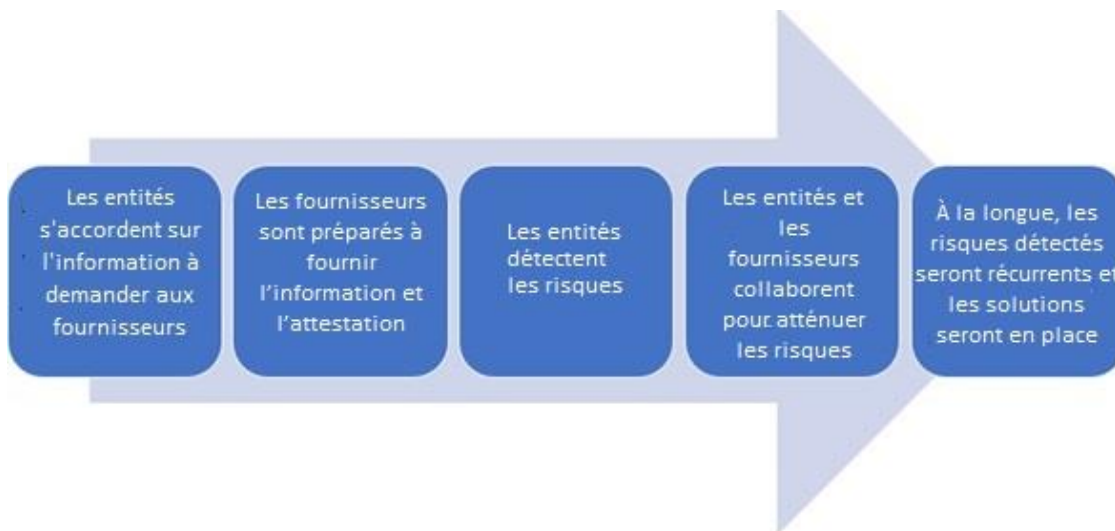 Les entités
s'accordent sur
l'information à
demander aux
fournisseurs
Les fournisseurs
sont préparés à
fournir
l’information et
l’attestation
Les entités
détectent
les risques
Les entités et
les
fournisseurs
collaborent
pour atténuer
les risques
À la longue, les
risques détectés
seront récurrents et
les solutions
seront en place